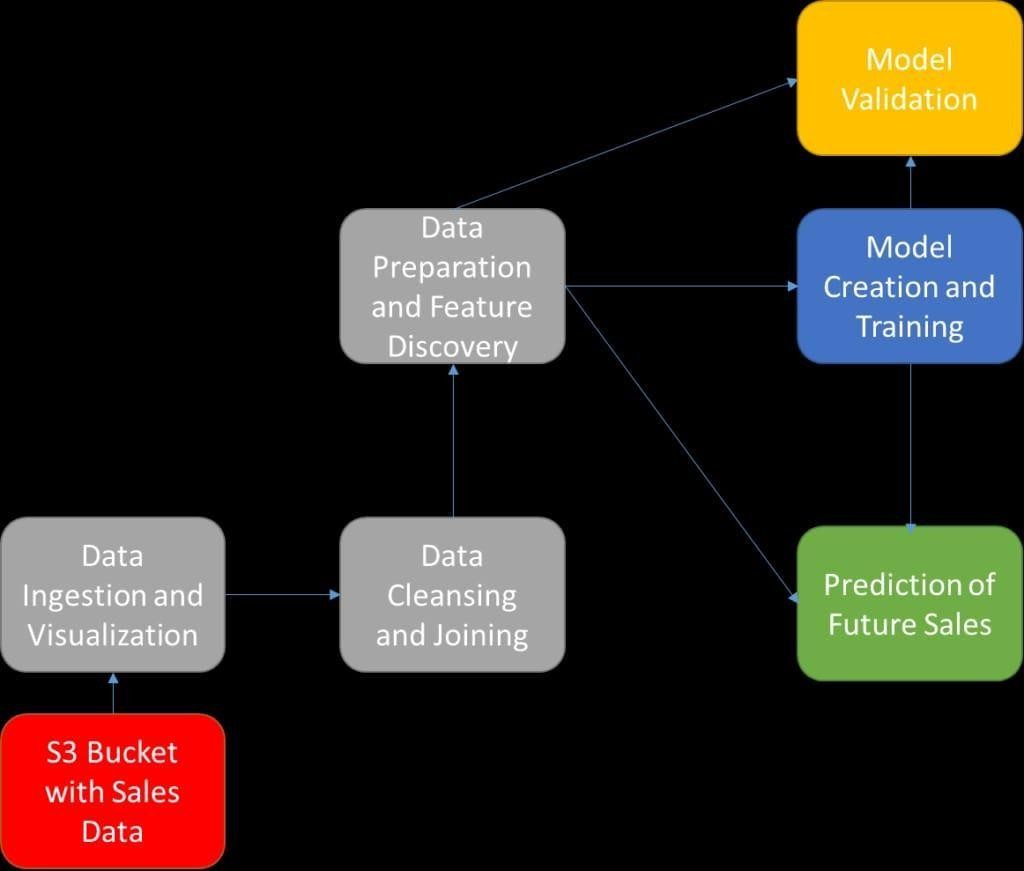 Model
Validation
Data
Preparation
and Feature
Discovery
Model
Creation and
Training
Data
Ingestion and
Visualization
Data
Cleansing
and Joining
Prediction of
Future Sales
S3 Bucket
with Sales
Data